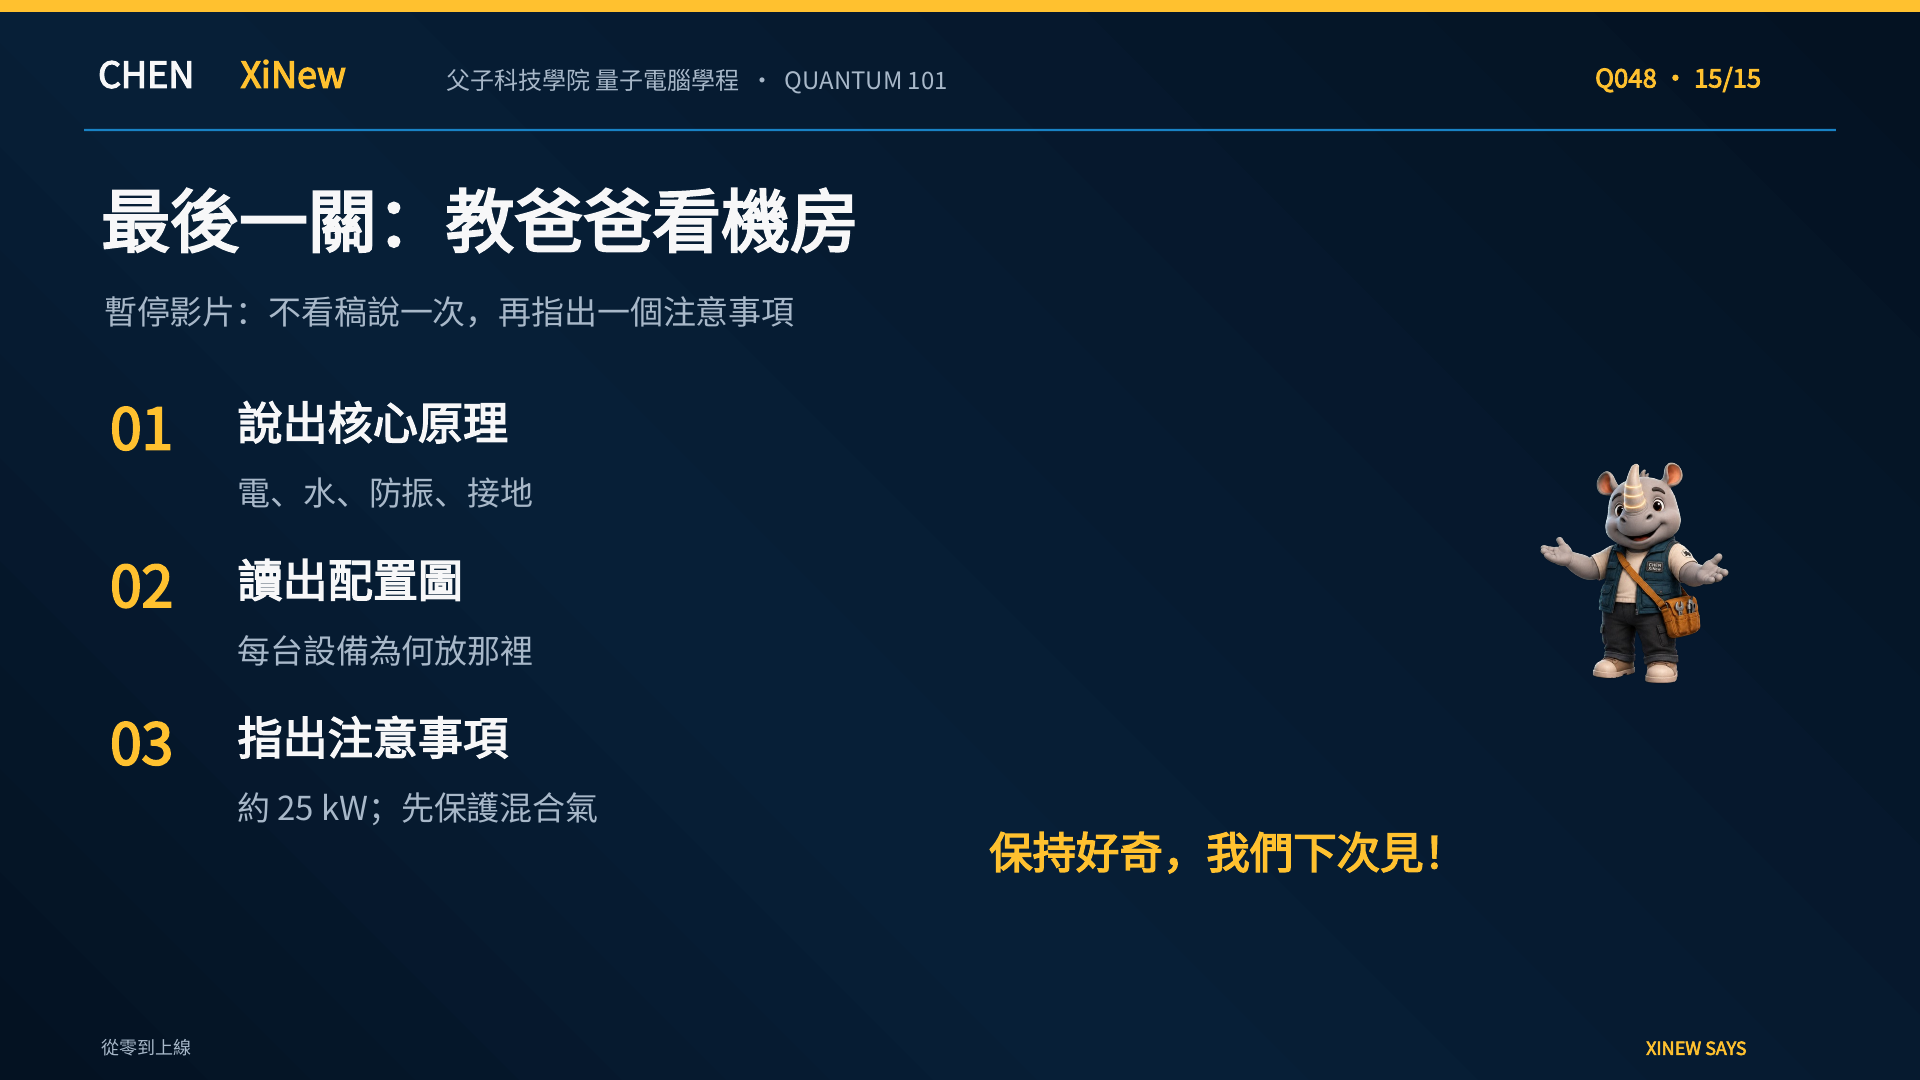 CHEN XiNew 父子科技學院 量子電腦學程 · QUANTUM 101 Q048 · 15/15
最後一關：教爸爸看機房
暫停影片：不看稿說一次，再指出一個注意事項
01 說出核心原理
電、水、防振、接地
02 讀出配置圖
每台設備為何放那裡
03 指出注意事項
約 25 kW；先保護混合氣
保持好奇，我們下次見！
從零到上線 XINEW SAYS